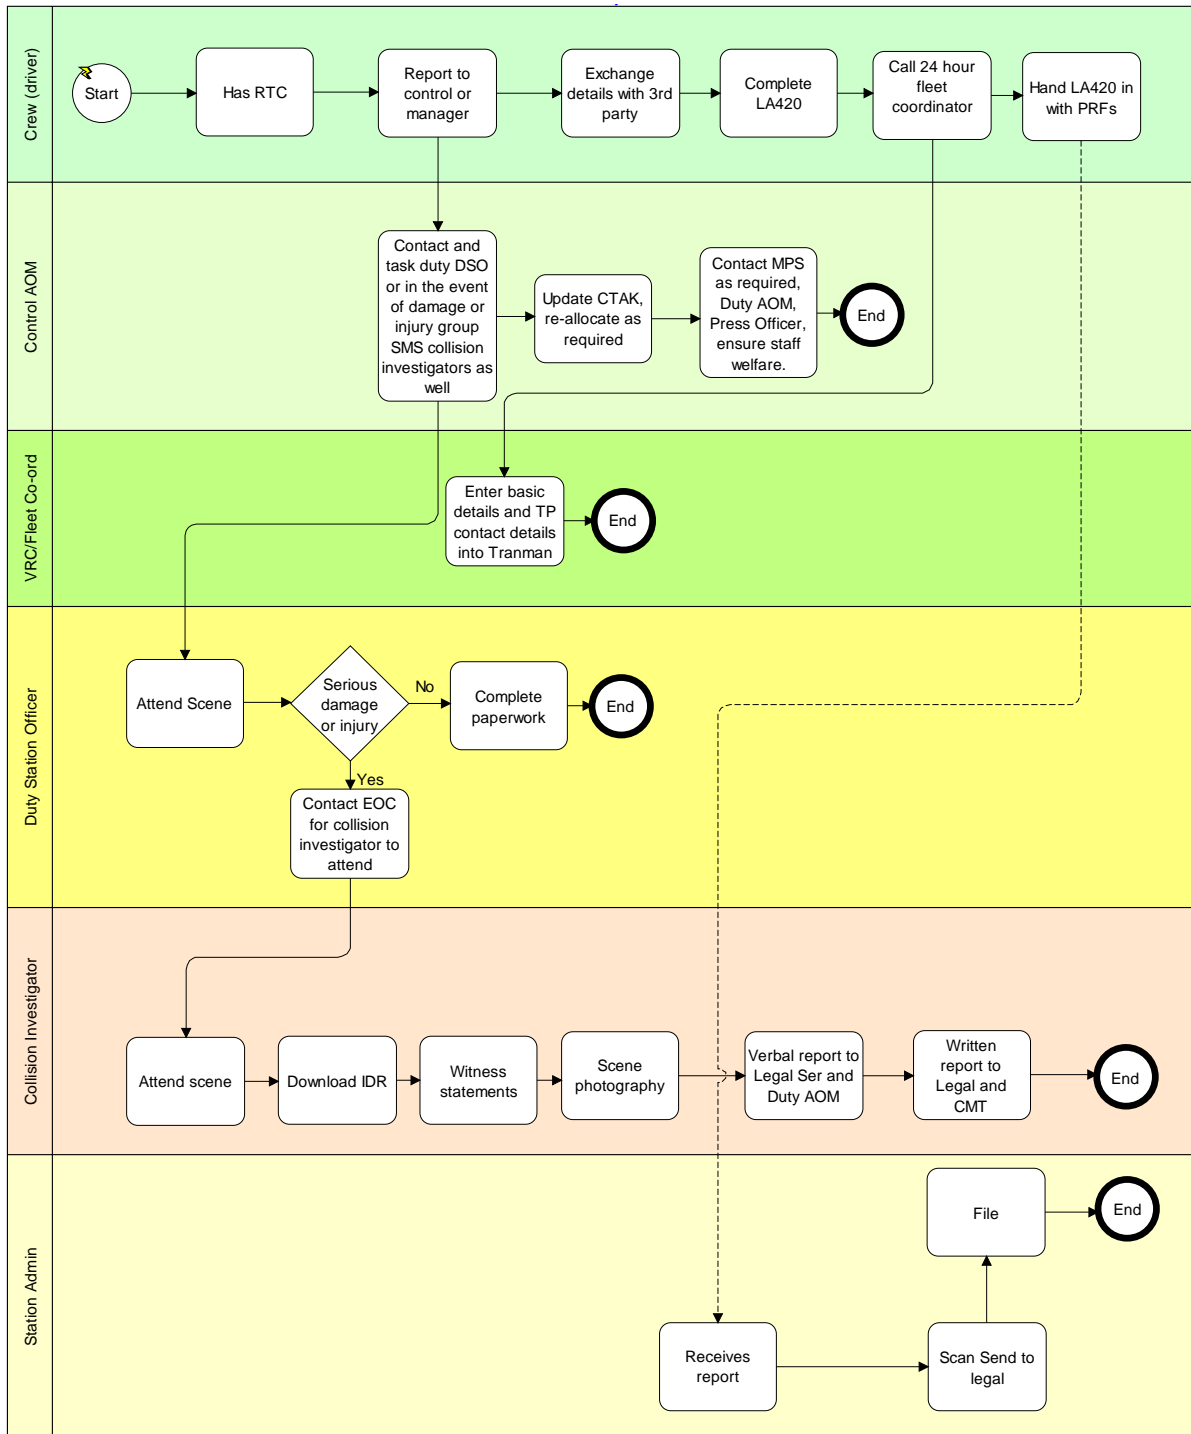 Crew (driver)
Start
Has RTC
Report to
control or
manager
Exchange
details with 3rd
party
Complete
LA420
Call 24 hour
fleet
coordinator
Hand LA420 in
with PRFs
Control AOM
Contact and
task duty DSO
or in the event
of damage or
injury group
SMS collision
investigators as
well
Update CTAK,
re-allocate as
required
Contact MPS
as required,
Duty AOM,
Press Officer,
ensure staff
welfare.
End
VRC/Fleet Co-ord
Enter basic
details and TP
contact details
into Tranman
End
Duty Station Officer
Attend Scene
Serious
damage
or injury
No
Complete
paperwork
End
Yes
Contact EOC
for collision
investigator to
attend
Collision Investigator
Attend scene
Download IDR
Witness
statements
Scene
photography
Verbal report to
Legal Ser and
Duty AOM
Written
report to
Legal and
CMT
End
Station Admin
File
End
Receives
report
Scan Send to
legal